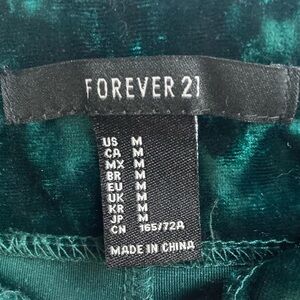 FOREVER 21
US M
CA M
MX M
BR M
EU M
UK M
KR M
JP M
CN 165/72A
MADE IN CHINA